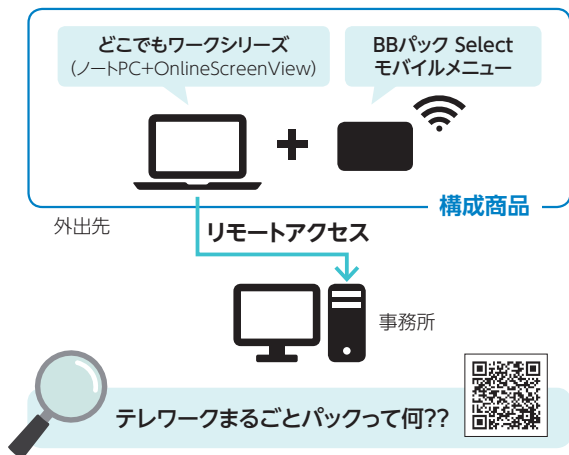 どこでもワークシリーズ
(ノートPC+OnlineScreenView)
BBパック Select
モバイルメニュー
構成商品
外出先
リモートアクセス
事務所
テレワークまるごとパックって何??